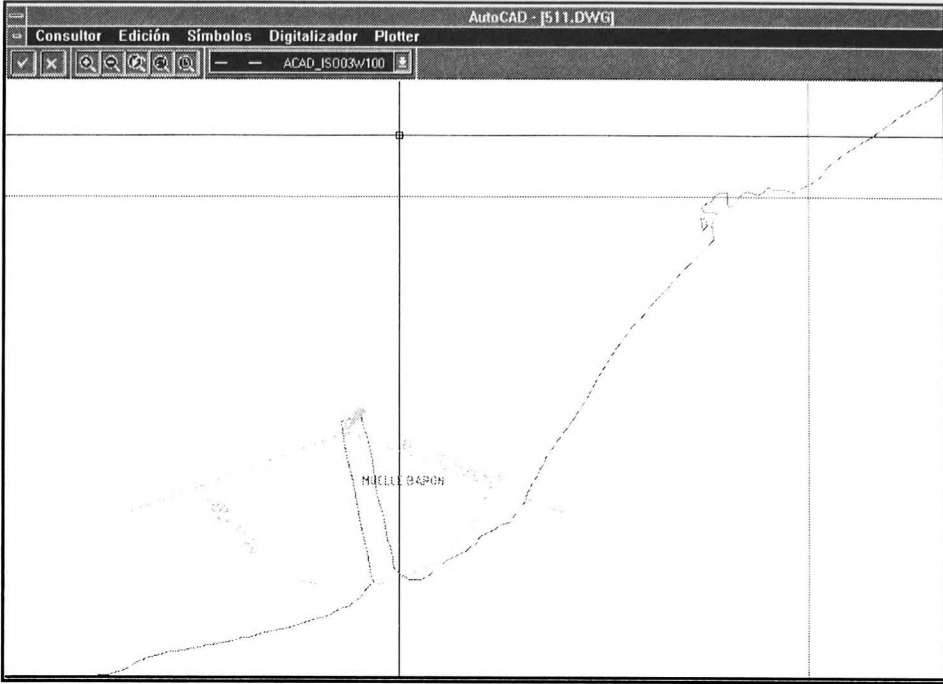 AutoCAD - [511.DWG]
Consultor Edición Símbolos Digitalizador Plotter
ACAD_ISO03W100
MUELLE BARON